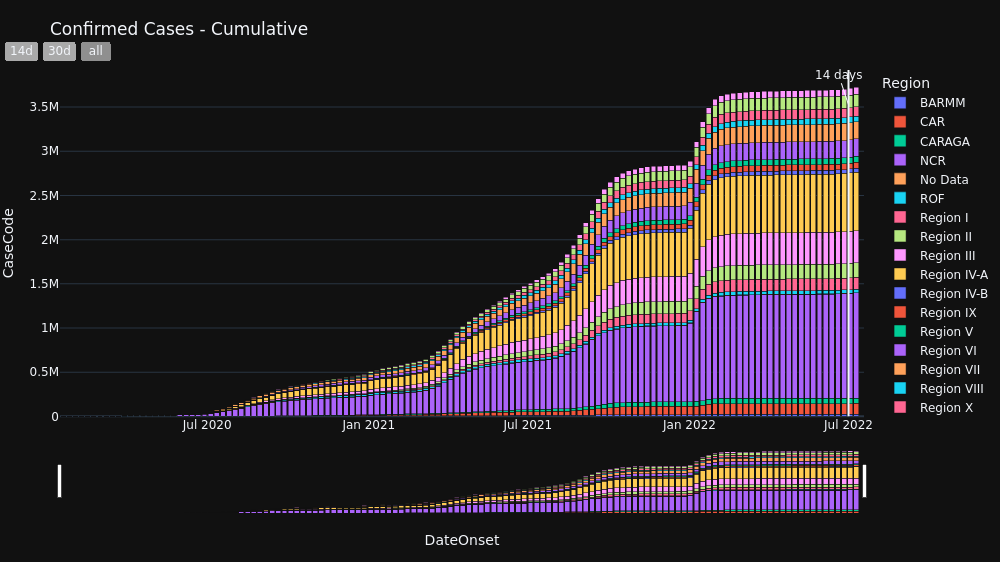 Confirmed Cases - Cumulative
14d 30d all
14 days
Region
BARMM
CAR
CARAGA
NCR
No Data
ROF
Region I
Region II
Region III
Region IV-A
Region IV-B
Region IX
Region V
Region VI
Region VII
Region VIII
Region X
CaseCode
3.5M
3M
2.5M
2M
1.5M
1M
0.5M
0
Jul 2020 Jan 2021 Jul 2021 Jan 2022 Jul 2022
DateOnset